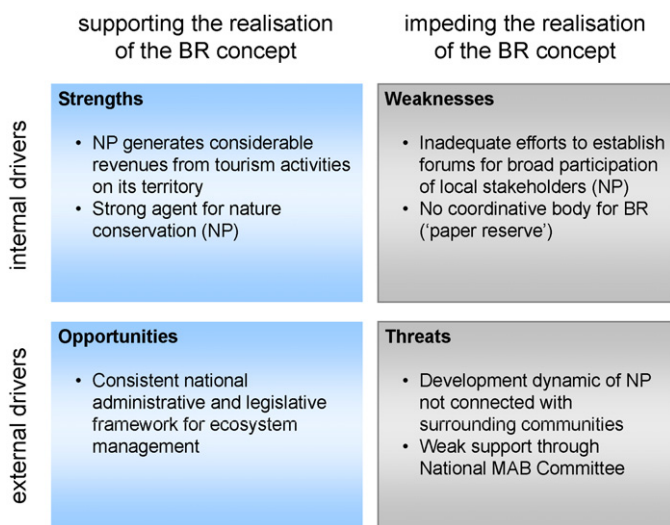 supporting the realisation
of the BR concept
impeding the realisation
of the BR concept
internal drivers
Strengths
• NP generates considerable
revenues from tourism activities
on its territory
• Strong agent for nature
conservation (NP)
Weaknesses
• Inadequate efforts to establish
forums for broad participation
of local stakeholders (NP)
• No coordinative body for BR
(‘paper reserve’)
external drivers
Opportunities
• Consistent national
administrative and legislative
framework for ecosystem
management
Threats
• Development dynamic of NP
not connected with
surrounding communities
• Weak support through
National MAB Committee